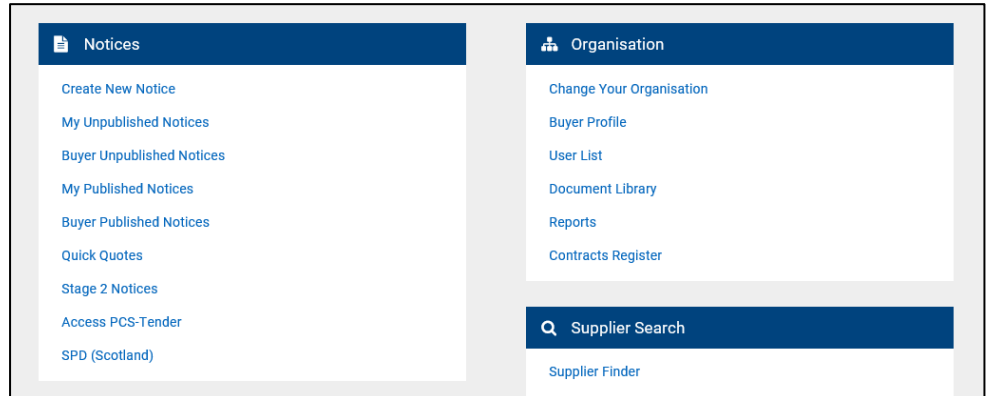 Notices
Create New Notice
My Unpublished Notices
Buyer Unpublished Notices
My Published Notices
Buyer Published Notices
Quick Quotes
Stage 2 Notices
Access PCS-Tender
SPD (Scotland)
Organisation
Change Your Organisation
Buyer Profile
User List
Document Library
Reports
Contracts Register
Supplier Search
Supplier Finder